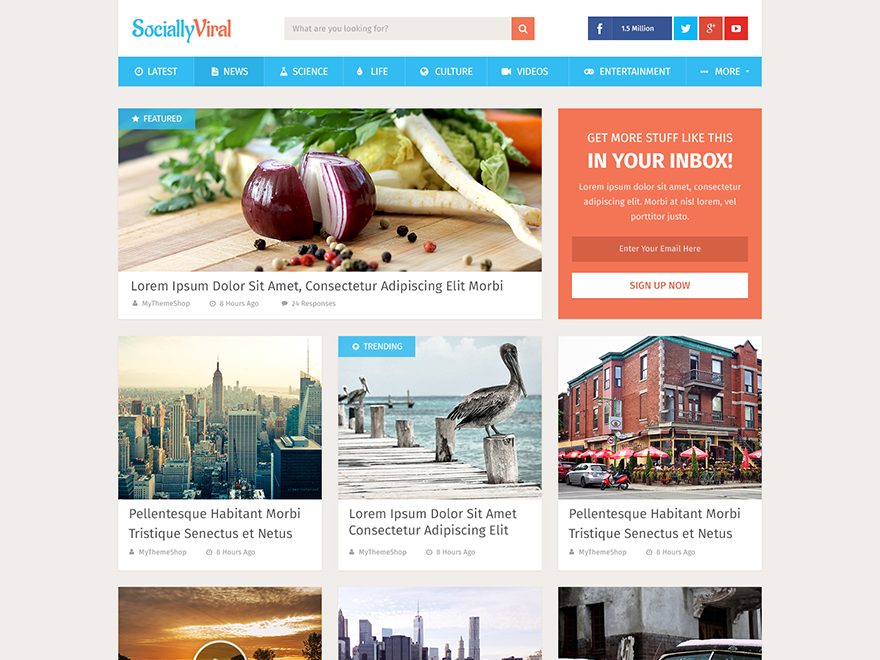 SociallyViral
What are you looking for?
1.5 Million
LATEST
NEWS
SCIENCE
LIFE
CULTURE
VIDEOS
ENTERTAINMENT
MORE
FEATURED
Lorem Ipsum Dolor Sit Amet, Consectetur Adipiscing Elit Morbi
MyThemeShop 8 Hours Ago 24 Responses
GET MORE STUFF LIKE THIS
IN YOUR INBOX!
Lorem ipsum dolor sit amet, consectetur
adipiscing elit. Morbi at nisl lorem, vel
porttitor justo.
Enter Your Email Here
SIGN UP NOW
Pellentesque Habitant Morbi
Tristique Senectus et Netus
MyThemeShop 8 Hours Ago
TRENDING
Lorem Ipsum Dolor Sit Amet
Consectetur Adipiscing Elit
MyThemeShop 8 Hours Ago
Pellentesque Habitant Morbi
Tristique Senectus et Netus
MyThemeShop 8 Hours Ago